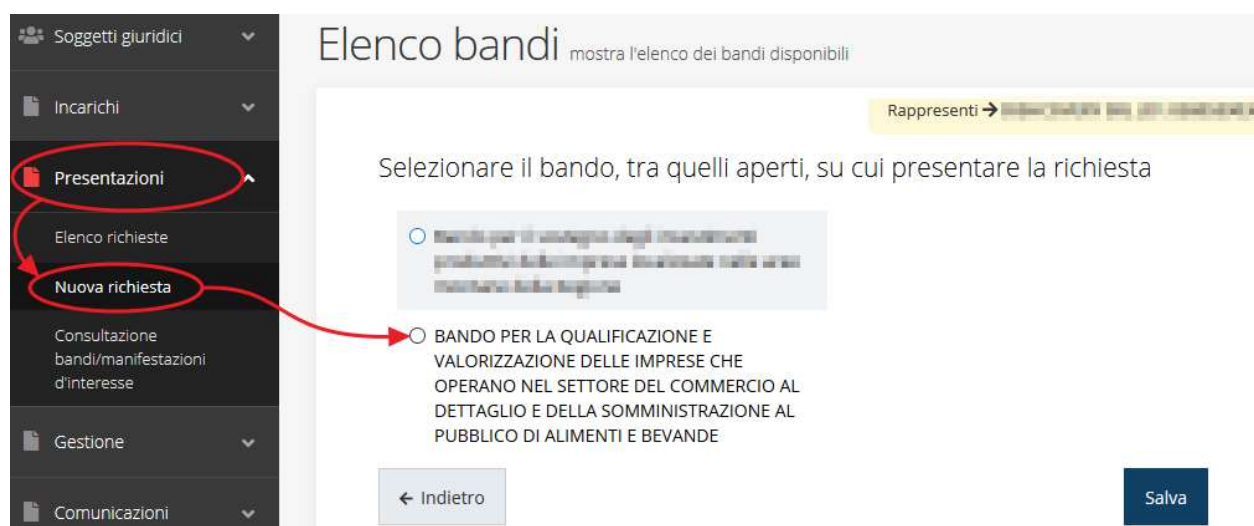 Soggetti giuridici
Incarichi
Presentazioni
Elenco richieste
Nuova richiesta
Consultazione
bandi/manifestazioni
d'interesse
Gestione
Comunicazioni
Elenco bandi mostra l'elenco dei bandi disponibili
Rappresenti →
Selezionare il bando, tra quelli aperti, su cui presentare la richiesta
BANDO PER LA QUALIFICAZIONE E
VALORIZZAZIONE DELLE IMPRESE CHE
OPERANO NEL SETTORE DEL COMMERCIO AL
DETTAGLIO E DELLA SOMMINISTRAZIONE AL
PUBBLICO DI ALIMENTI E BEVANDE
← Indietro
Salva